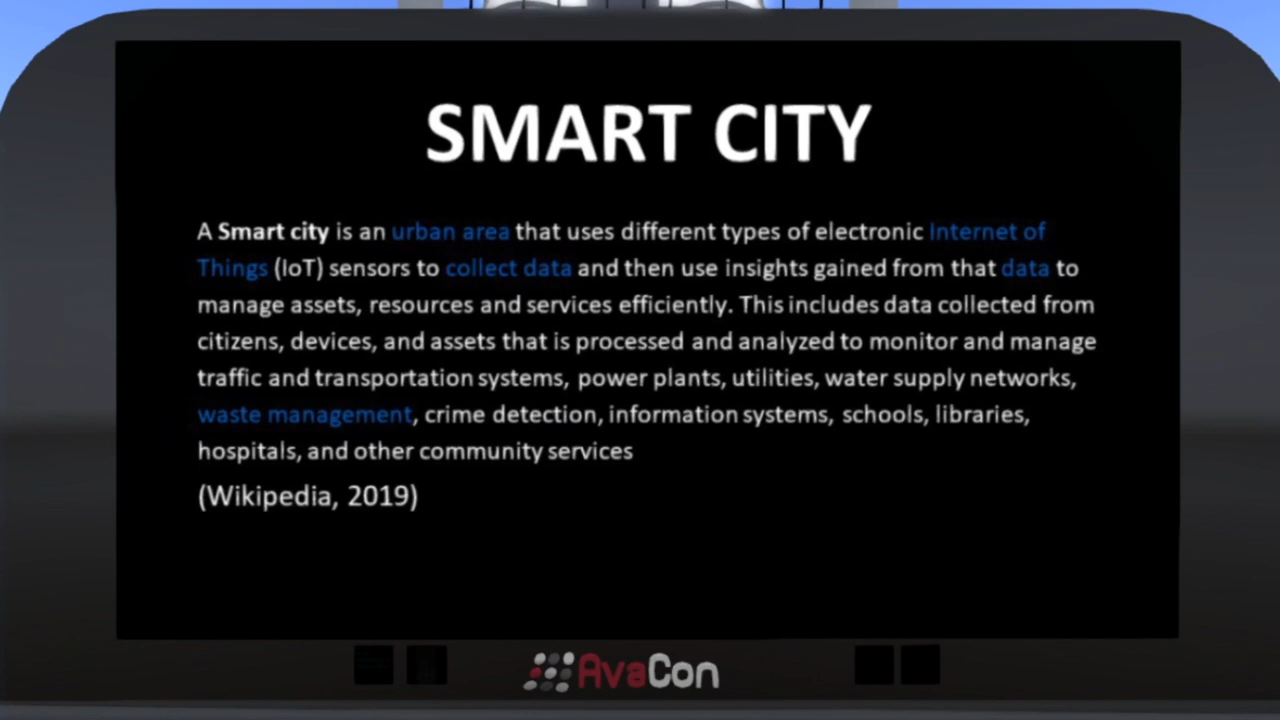 SMART CITY
A Smart city is an urban area that uses different types of electronic Internet of
Things (IoT) sensors to collect data and then use insights gained from that data to
manage assets, resources and services efficiently. This includes data collected from
citizens, devices, and assets that is processed and analyzed to monitor and manage
traffic and transportation systems, power plants, utilities, water supply networks,
waste management, crime detection, information systems, schools, libraries,
hospitals, and other community services
(Wikipedia, 2019)
AvaCon